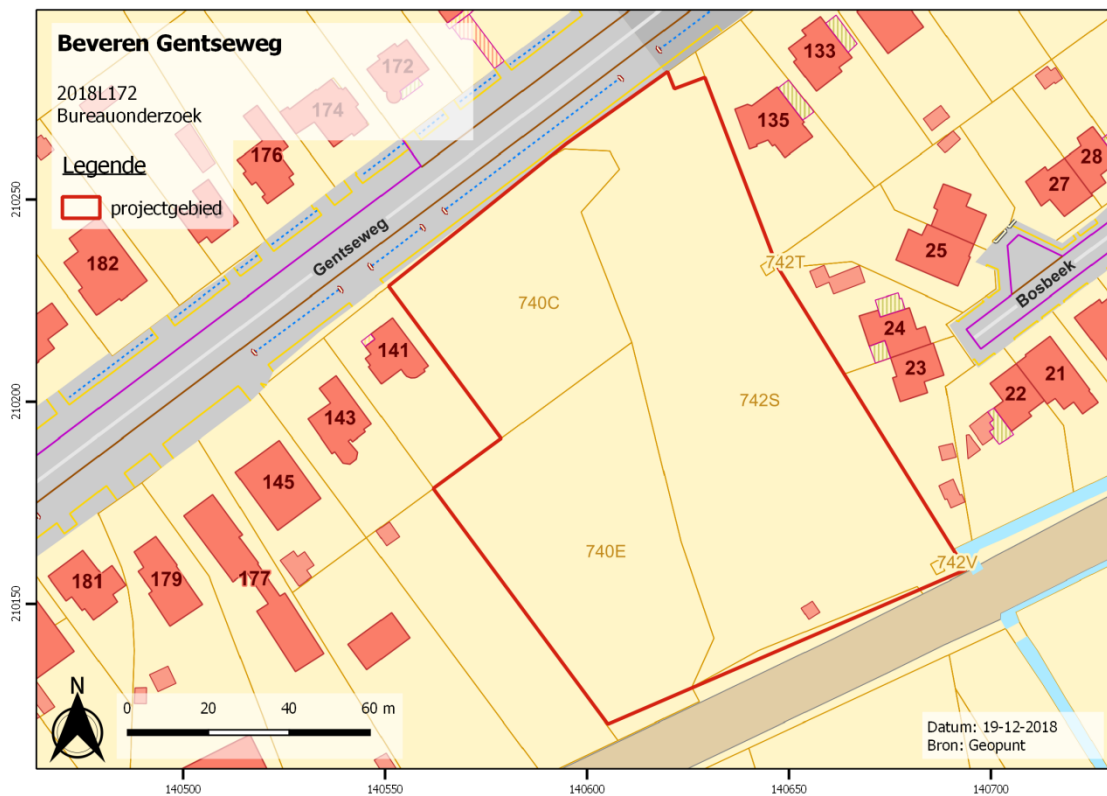 Beveren Gentseweg
2018L172
Bureauonderzoek
Legende
projectgebied
172
174
176
182
133
135
28
27
25
Gentseweg
742T
Bosbeek
740C
24
23
141
742S
21
22
143
145
740E
742V
181
179
177
210250
210200
210150
N
0 20 40 60 m
Datum: 19-12-2018
Bron: Geopunt
140500 140550 140600 140650 140700